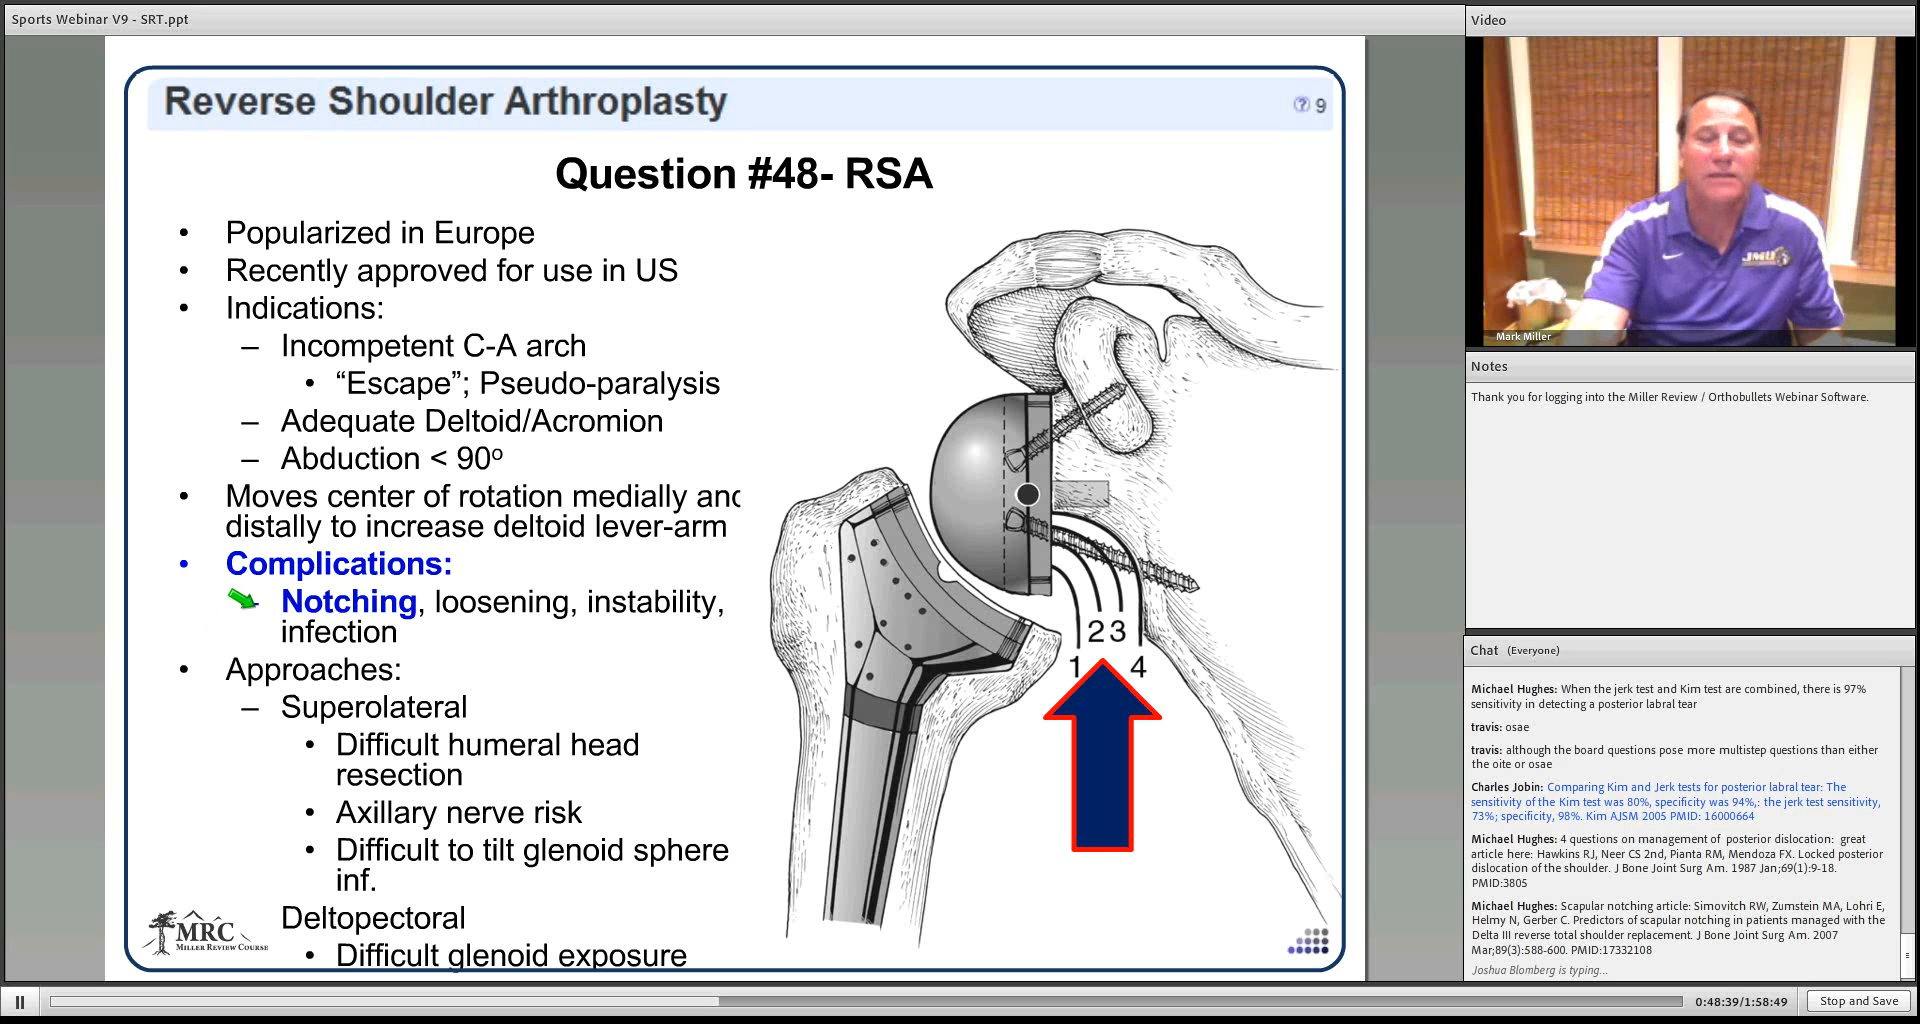 Sports Webinar V9 - SRT.ppt
Reverse Shoulder Arthroplasty
9
Question #48- RSA
• Popularized in Europe
• Recently approved for use in US
• Indications:
– Incompetent C-A arch
• “Escape”; Pseudo-paralysis
– Adequate Deltoid/Acromion
– Abduction < 90º
• Moves center of rotation medially and
distally to increase deltoid lever-arm
• Complications:
Notching, loosening, instability,
infection
• Approaches:
– Superolateral
• Difficult humeral head
resection
• Axillary nerve risk
• Difficult to tilt glenoid sphere
inf.
Deltopectoral
• Difficult glenoid exposure
2 3
1 4
MRC
MILLER REVIEW COURSE
Video
JMU
Mark Miller
Notes
Thank you for logging into the Miller Review / Orthobullets Webinar Software.
Chat (Everyone)
Michael Hughes: When the jerk test and Kim test are combined, there is 97%
sensitivity in detecting a posterior labral tear
travis: osae
travis: although the board questions pose more multistep questions than either
the oite or osae
Charles Jobin: Comparing Kim and Jerk tests for posterior labral tear: The
sensitivity of the Kim test was 80%, specificity was 94%,: the jerk test sensitivity,
73%; specificity, 98%. Kim AJSM 2005 PMID: 16000664
Michael Hughes: 4 questions on management of posterior dislocation: great
article here: Hawkins RJ, Neer CS 2nd, Pianta RM, Mendoza FX. Locked posterior
dislocation of the shoulder. J Bone Joint Surg Am. 1987 Jan;69(1):9-18.
PMID:3805
Michael Hughes: Scapular notching article: Simovitch RW, Zumstein MA, Lohri E,
Helmy N, Gerber C. Predictors of scapular notching in patients managed with the
Delta III reverse total shoulder replacement. J Bone Joint Surg Am. 2007
Mar;89(3):588-600. PMID:17332108
Joshua Blomberg is typing...
0:48:39/1:58:49
Stop and Save